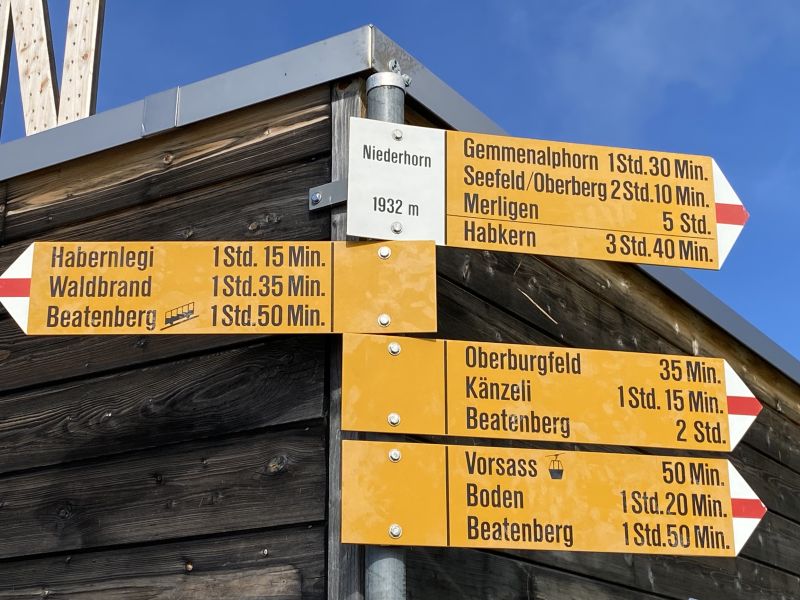 Niederhorn
1932 m
Gemmenalphorn 1 Std. 30 Min.
Seefeld/Oberberg 2 Std. 10 Min.
Merligen 5 Std.
Habkern 3 Std. 40 Min.
Habernlegi 1 Std. 15 Min.
Waldbrand 1 Std. 35 Min.
Beatenberg 1 Std. 50 Min.
Oberburgfeld 35 Min.
Känzeli 1 Std. 15 Min.
Beatenberg 2 Std.
Vorsass 50 Min.
Boden 1 Std. 20 Min.
Beatenberg 1 Std. 50 Min.